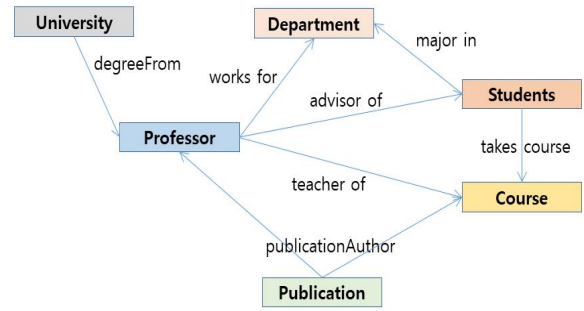 University
Department
major in
degreeFrom
works for
advisor of
Students
Professor
takes course
teacher of
Course
publicationAuthor
Publication